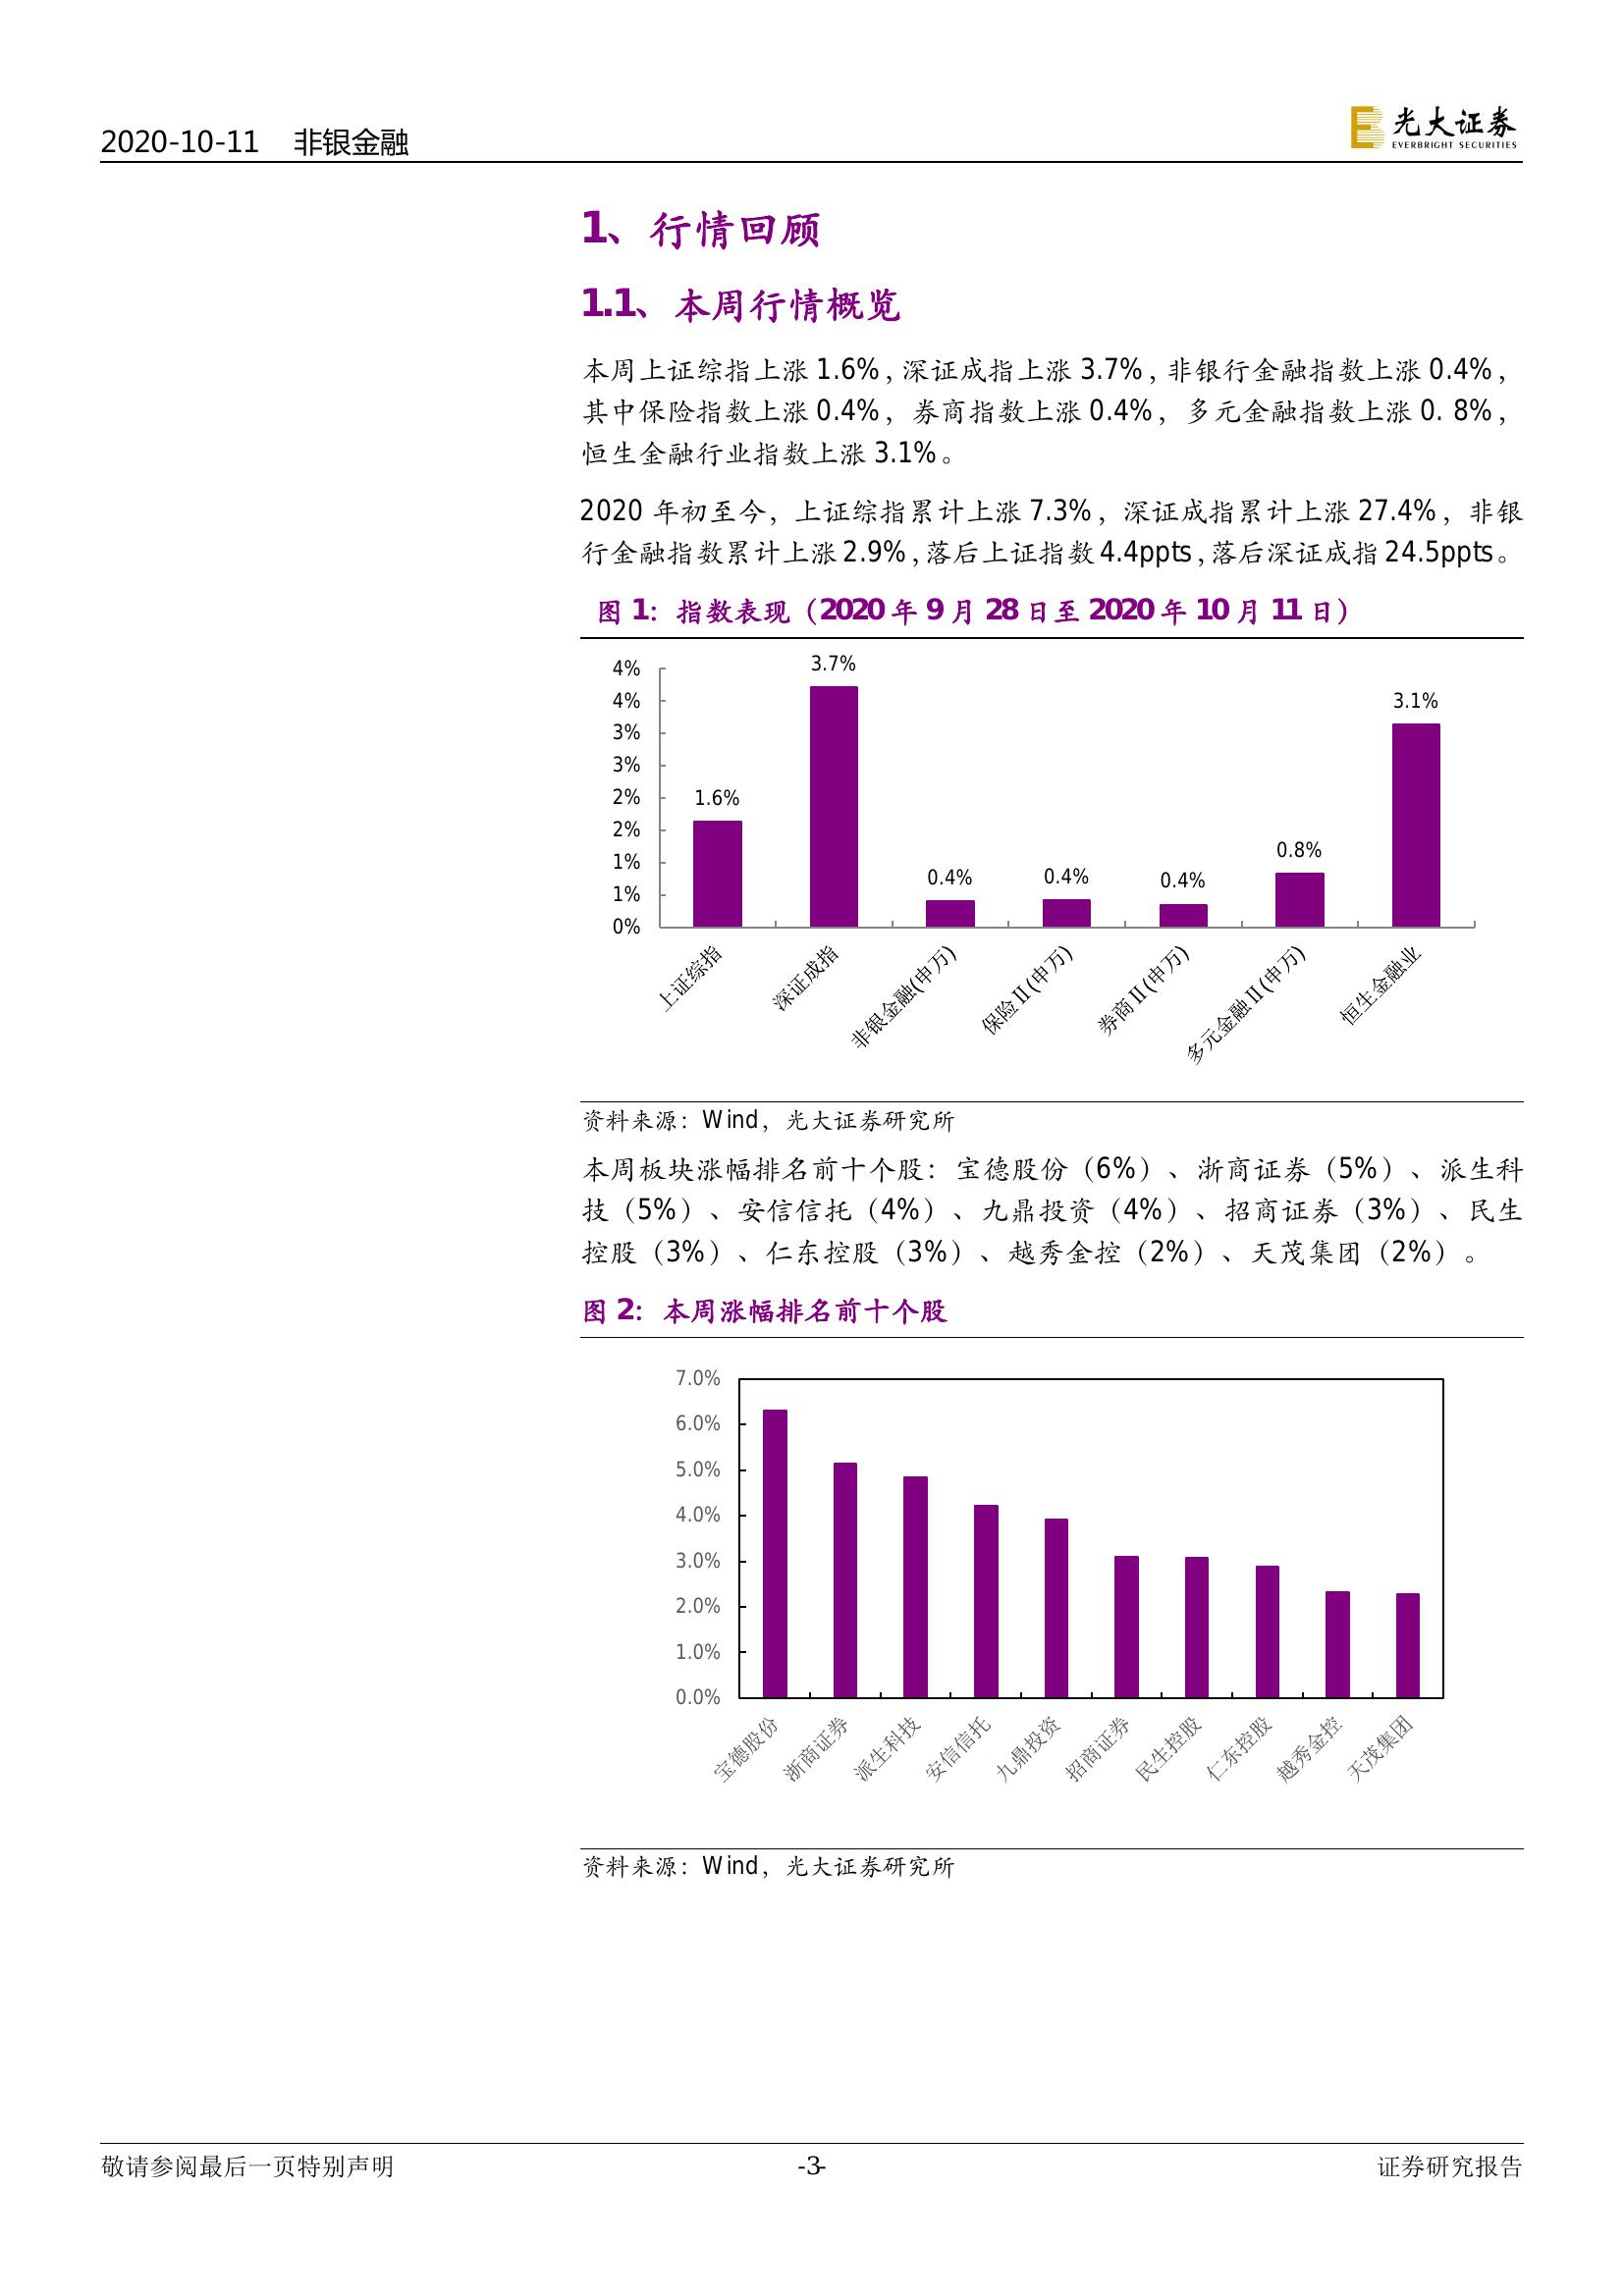 2020-10-11 非银金融
光大证券
EVERBRIGHT SECURITIES
1、行情回顾
1.1、本周行情概览
本周上证综指上涨 1.6%，深证成指上涨 3.7%，非银行金融指数上涨 0.4%，
其中保险指数上涨 0.4%，券商指数上涨 0.4%，多元金融指数上涨 0. 8%，
恒生金融行业指数上涨 3.1%。
2020 年初至今，上证综指累计上涨 7.3%，深证成指累计上涨 27.4%，非银
行金融指数累计上涨 2.9%，落后上证指数 4.4ppts，落后深证成指 24.5ppts。
图 1：指数表现（2020 年 9 月 28 日至 2020 年 10 月 11 日）
4%
4%
3%
3%
2%
2%
1%
1%
0%
1.6%
3.7%
0.4%
0.4%
0.4%
0.8%
3.1%
上证综指
深证成指
非银金融(申万)
保险Ⅱ(申万)
券商Ⅱ(申万)
多元金融Ⅱ(申万)
恒生金融业
资料来源：Wind，光大证券研究所
本周板块涨幅排名前十个股：宝德股份（6%）、浙商证券（5%）、派生科
技（5%）、安信信托（4%）、九鼎投资（4%）、招商证券（3%）、民生
控股（3%）、仁东控股（3%）、越秀金控（2%）、天茂集团（2%）。
图 2：本周涨幅排名前十个股
7.0%
6.0%
5.0%
4.0%
3.0%
2.0%
1.0%
0.0%
宝德股份
浙商证券
派生科技
安信信托
九鼎投资
招商证券
民生控股
仁东控股
越秀金控
天茂集团
资料来源：Wind，光大证券研究所
敬请参阅最后一页特别声明
-3-
证券研究报告